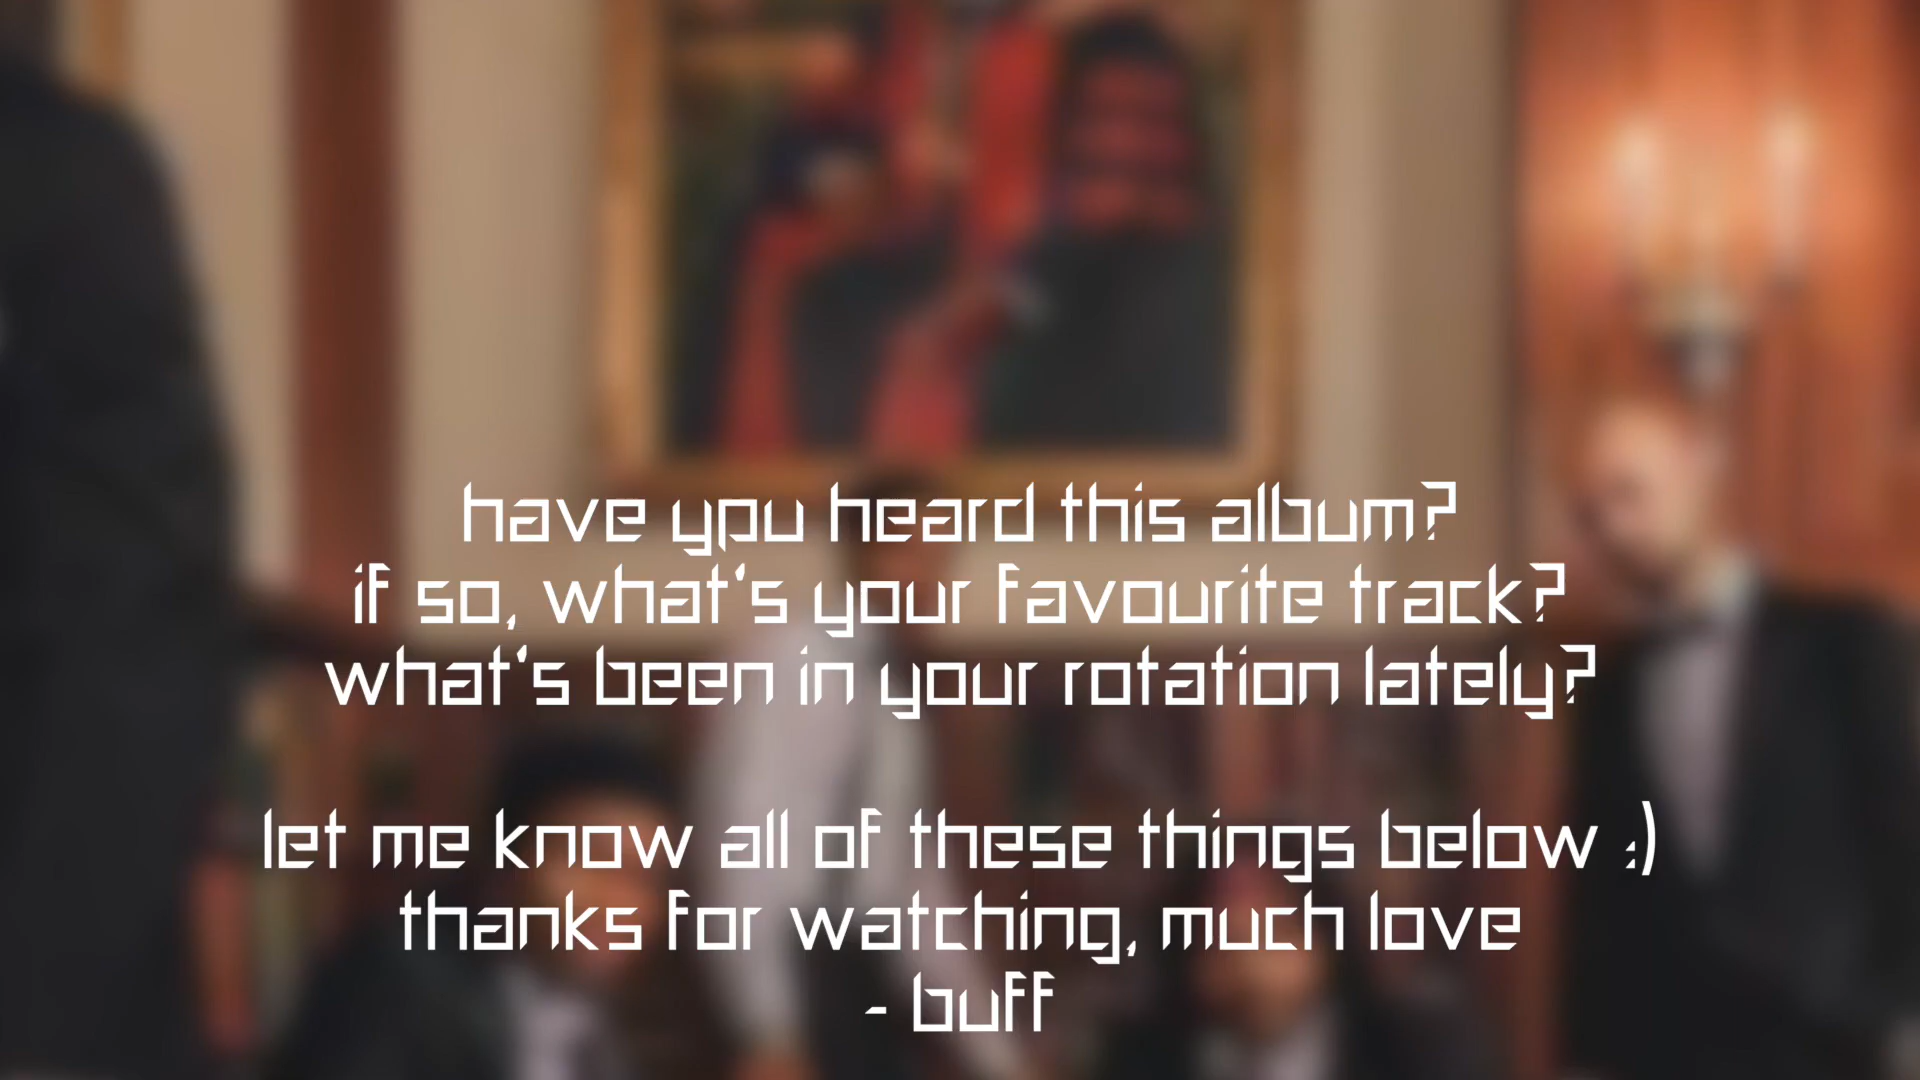 have ypu heard this album?
if so, what's your favourite track?
what's been in your rotation lately?
let me know all of these things below :)
thanks for watching, much love
- buff